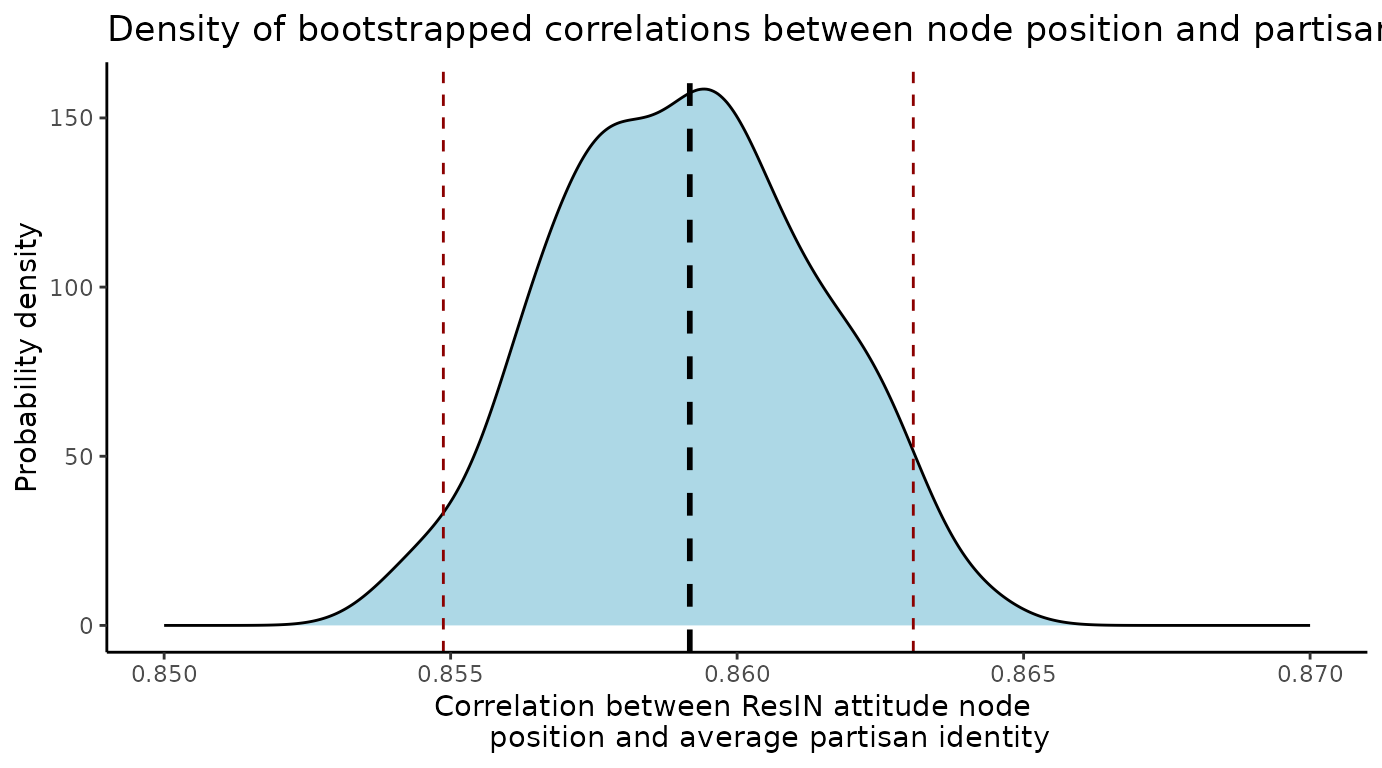 Density of bootstrapped correlations between node position and partisan
150
100
50
0
Probability density
0.850 0.855 0.860 0.865 0.870
Correlation between ResIN attitude node
position and average partisan identity